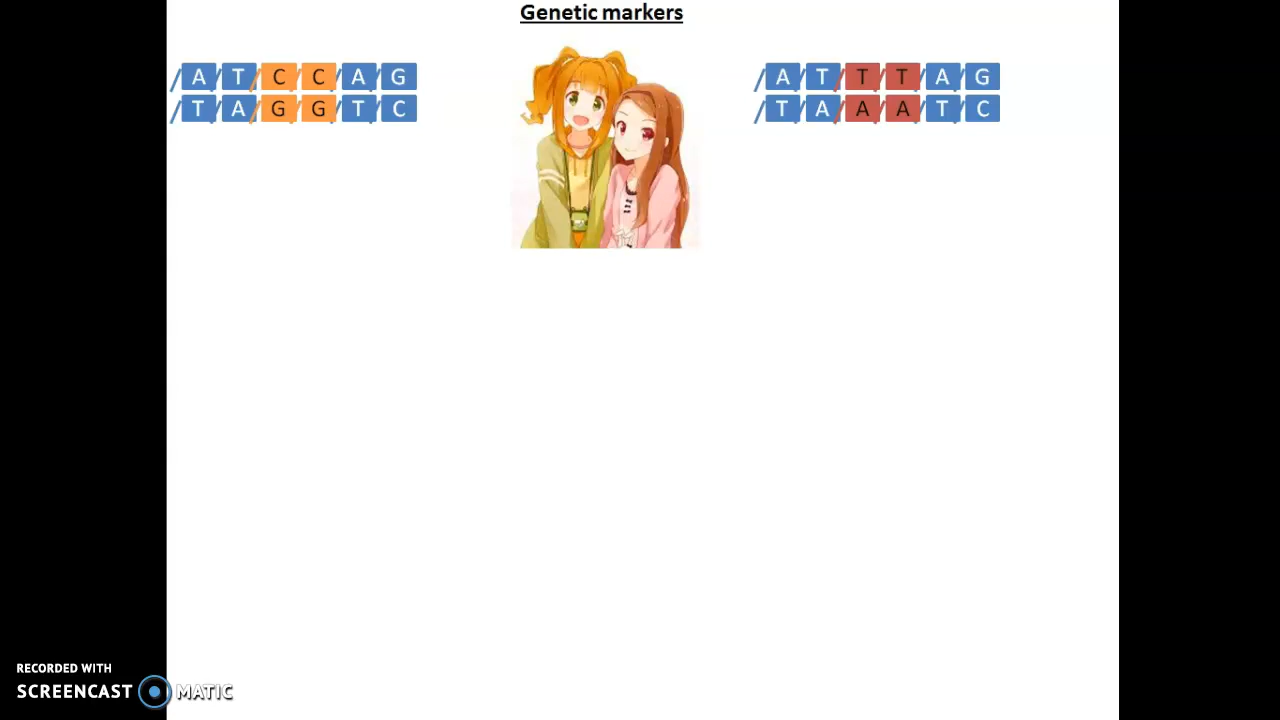 Genetic markers
/A/T/C/C/A/G
/T/A/G/G/T/C
/A/T/T/T/A/G
/T/A/A/A/T/C
RECORDED WITH
SCREENCAST MATIC